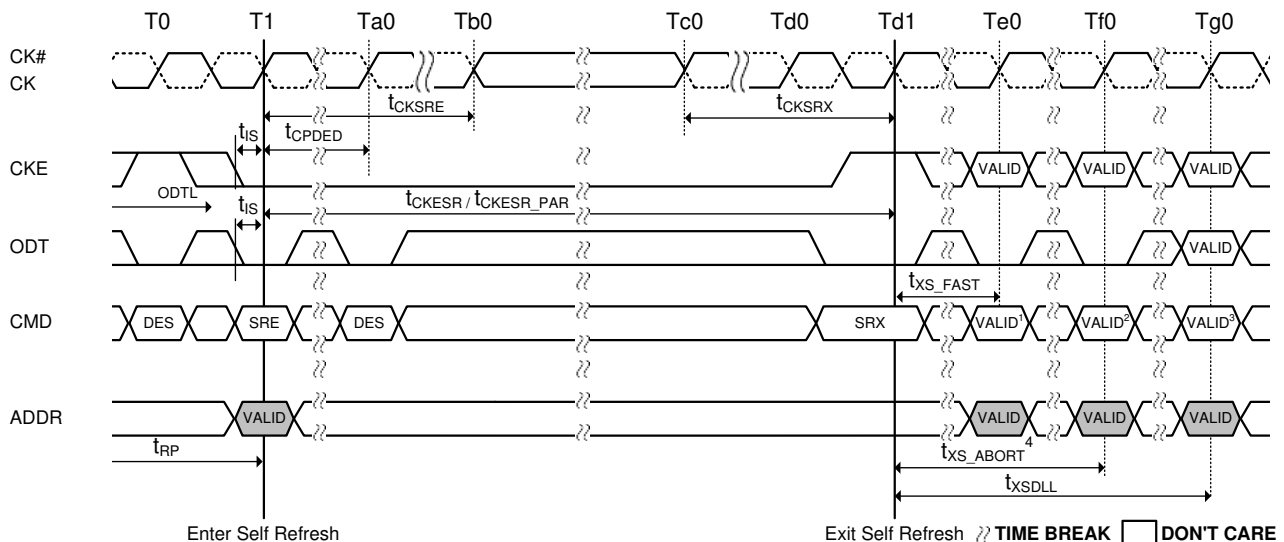 T0 T1 Ta0 Tb0 Tc0 Td0 Td1 Te0 Tf0 Tg0
CK#
CK
tCKSRE tCKSRX
tIS tCPDED
CKE VALID VALID VALID
ODTL tIS tCKESR / tCKESR_PAR
ODT VALID
tXS_FAST
CMD DES SRE DES SRX VALID1 VALID2 VALID3
ADDR VALID VALID VALID VALID
tRP tXS_ABORT4
tXSDLL
Enter Self Refresh Exit Self Refresh TIME BREAK DON'T CARE